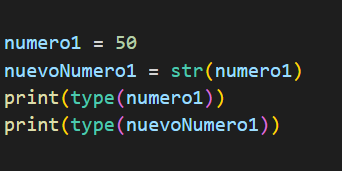 numero1 = 50
nuevoNumero1 = str(numero1)
print(type(numero1))
print(type(nuevoNumero1))